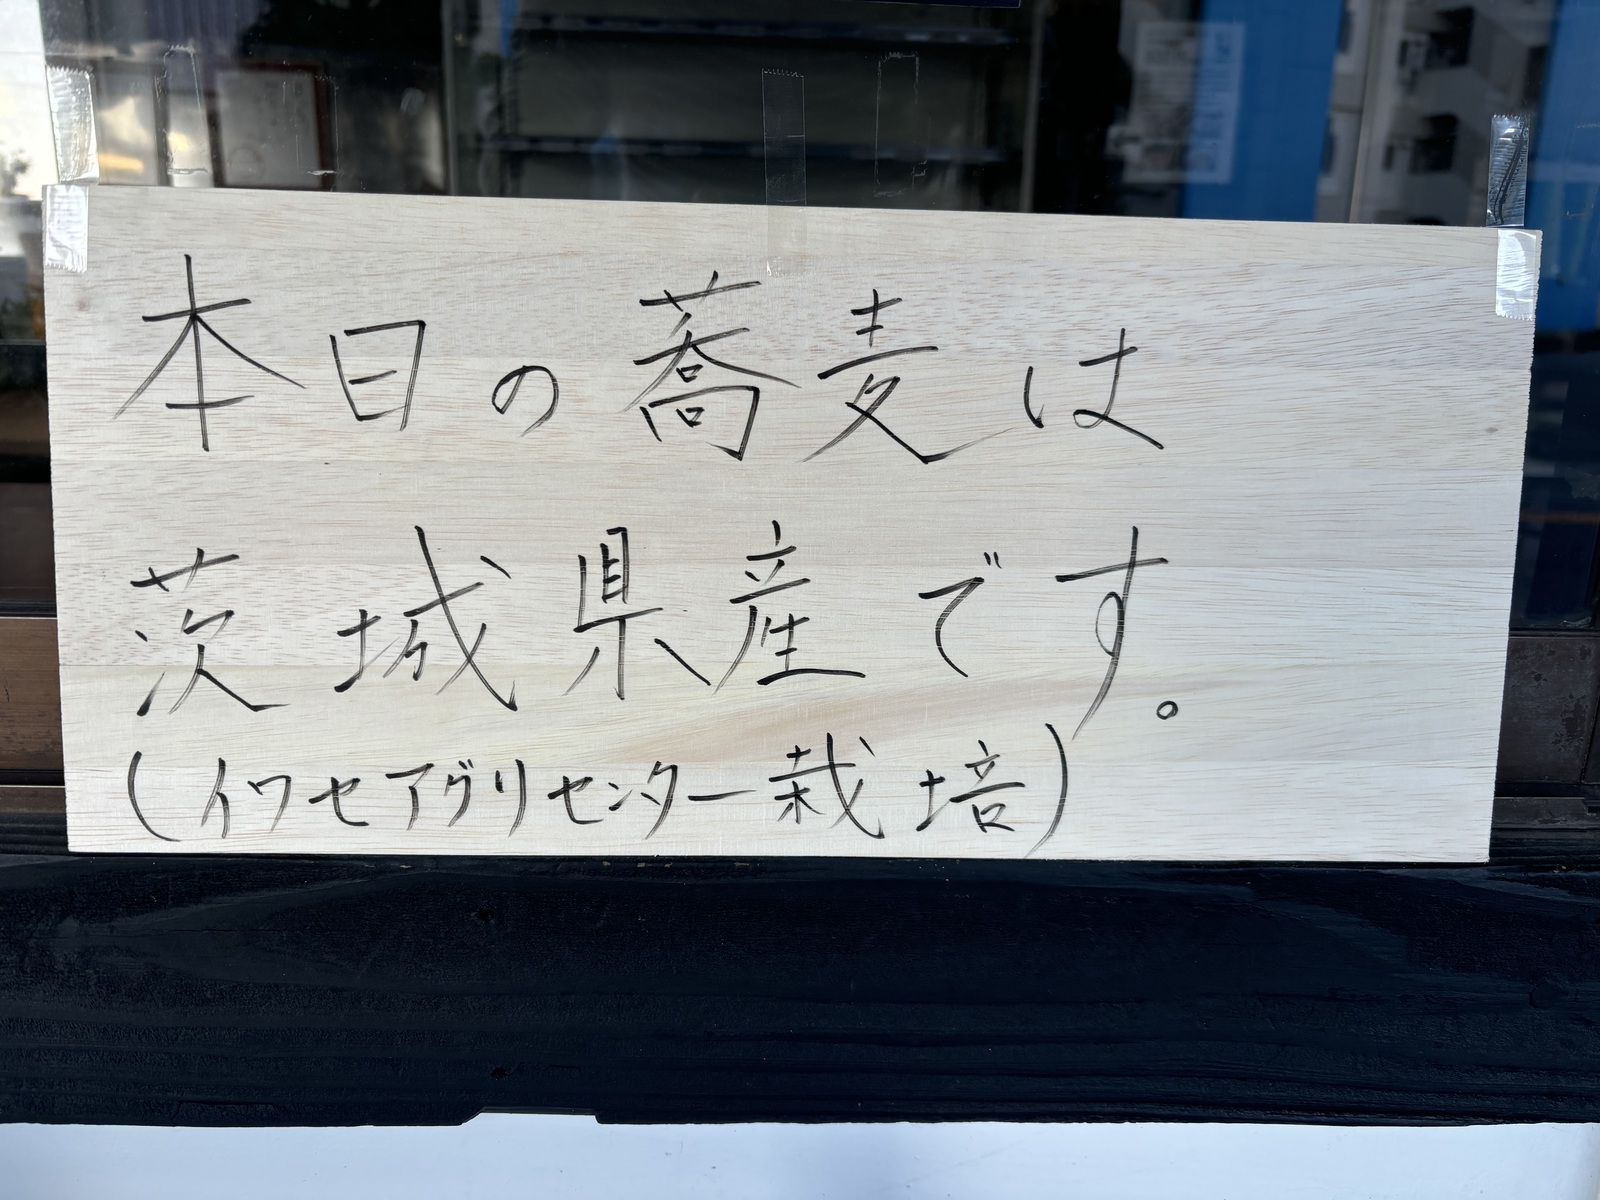 本日の蕎麦は
茨城県産です。
(イワセアグリセンター栽培)